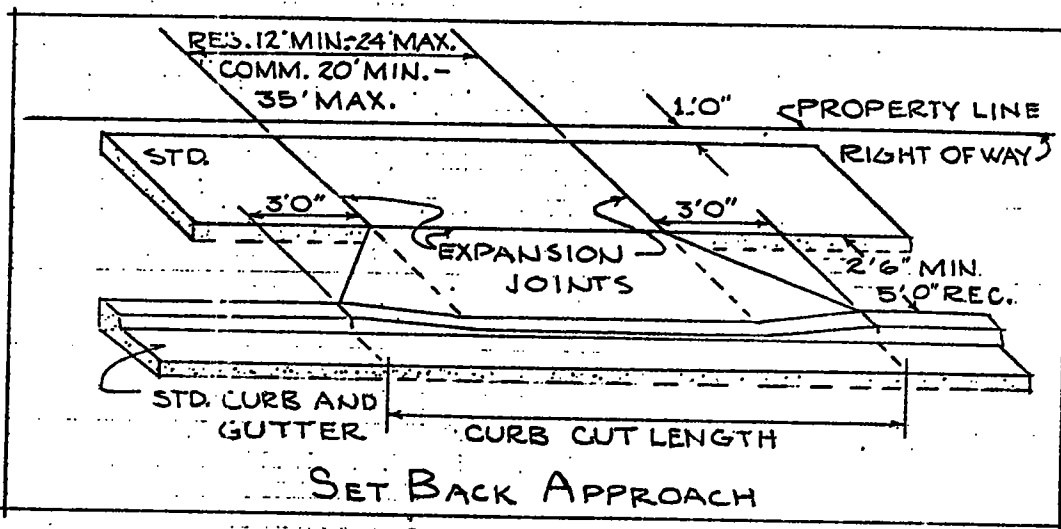 RES. 12' MIN.-24' MAX.
COMM. 20' MIN.-
35' MAX.
1'0"
PROPERTY LINE
RIGHT OF WAY
STD.
3'0"
3'0"
EXPANSION
JOINTS
2'6" MIN.
5'0" REC.
STD. CURB AND
GUTTER
CURB CUT LENGTH
SET BACK APPROACH